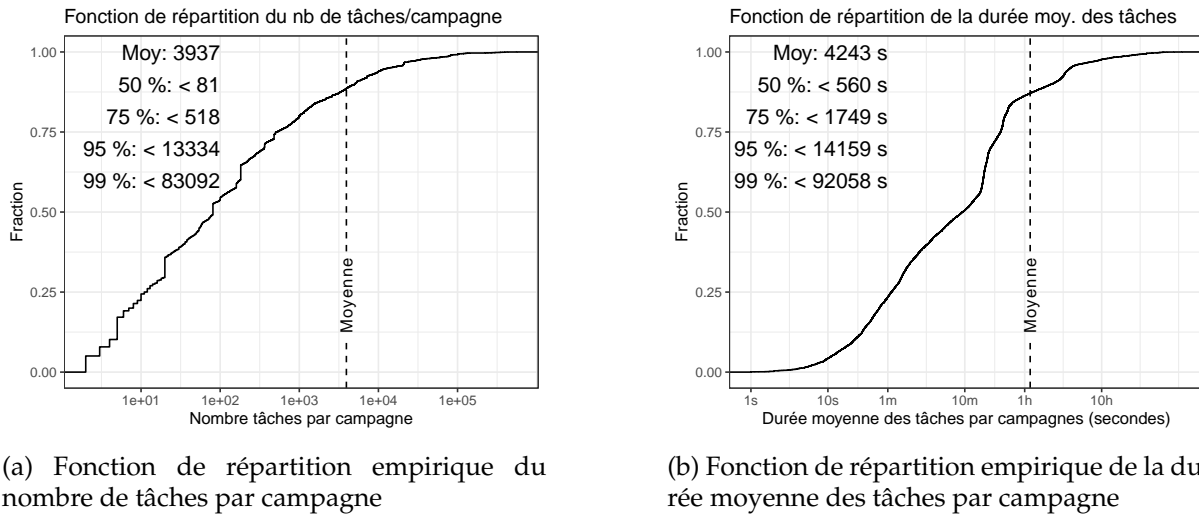 Fonction de répartition du nb de tâches/campagne
1.00
0.75
0.50
0.25
0.00
Fraction
Moy: 3937
50 %: < 81
75 %: < 518
95 %: < 13334
99 %: < 83092
Moyenne
1e+01 1e+02 1e+03 1e+04 1e+05
Nombre tâches par campagne
(a) Fonction de répartition empirique du
nombre de tâches par campagne
Fonction de répartition de la durée moy. des tâches
1.00
0.75
0.50
0.25
0.00
Fraction
Moy: 4243 s
50 %: < 560 s
75 %: < 1749 s
95 %: < 14159 s
99 %: < 92058 s
Moyenne
1s 10s 1m 10m 1h 10h
Durée moyenne des tâches par campagnes (secondes)
(b) Fonction de répartition empirique de la du
rée moyenne des tâches par campagne